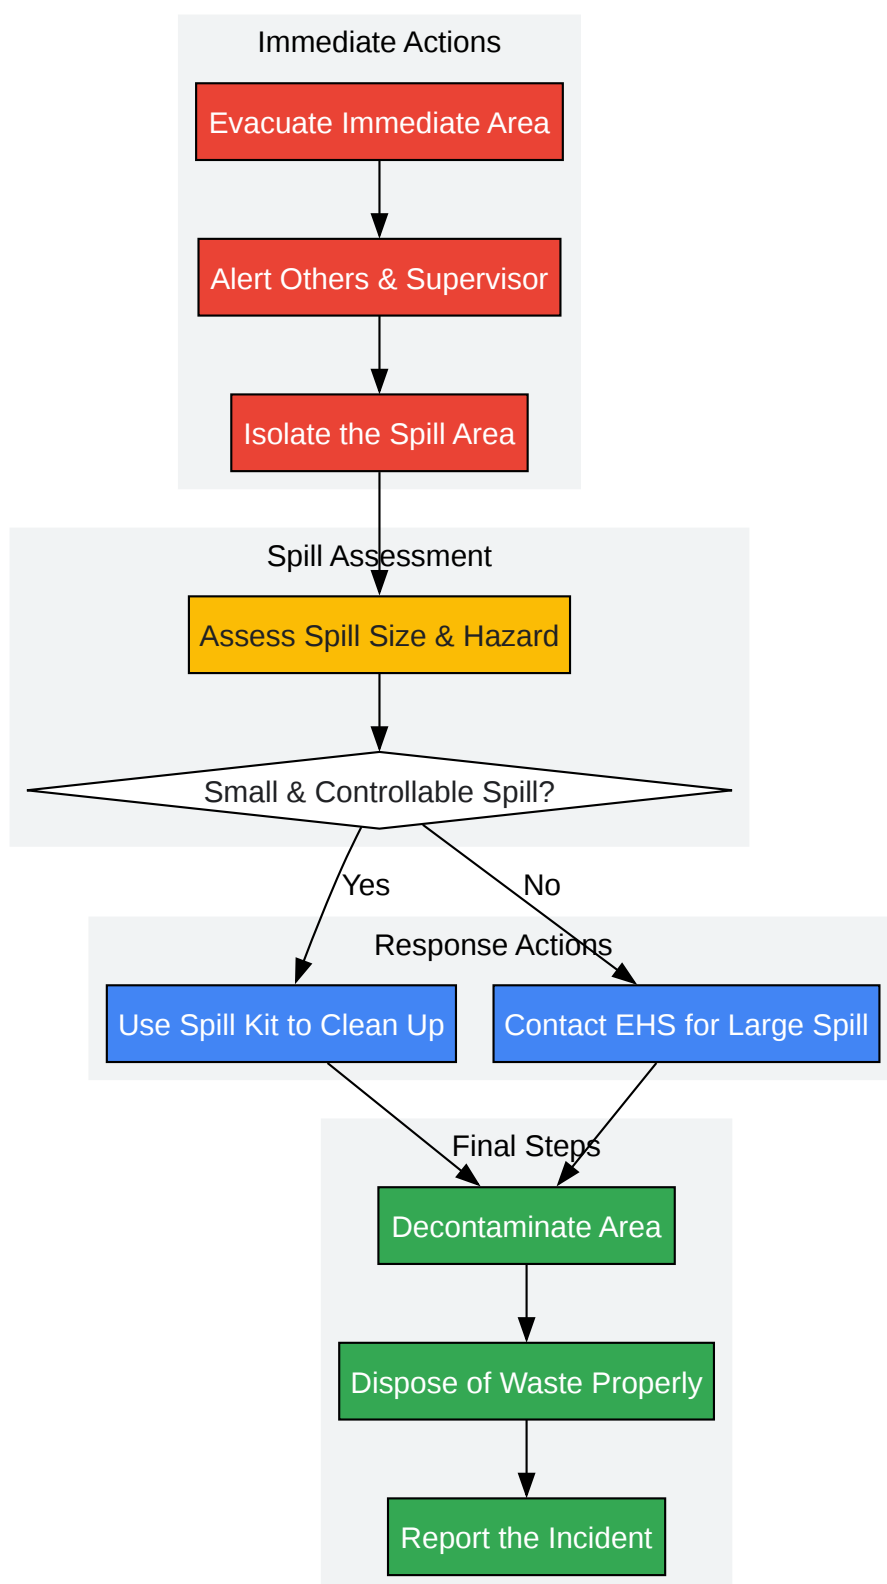 Immediate Actions
Evacuate Immediate Area
Alert Others & Supervisor
Isolate the Spill Area
Spill Assessment
Assess Spill Size & Hazard
Small & Controllable Spill?
Yes
No
Response Actions
Use Spill Kit to Clean Up
Contact EHS for Large Spill
Final Steps
Decontaminate Area
Dispose of Waste Properly
Report the Incident